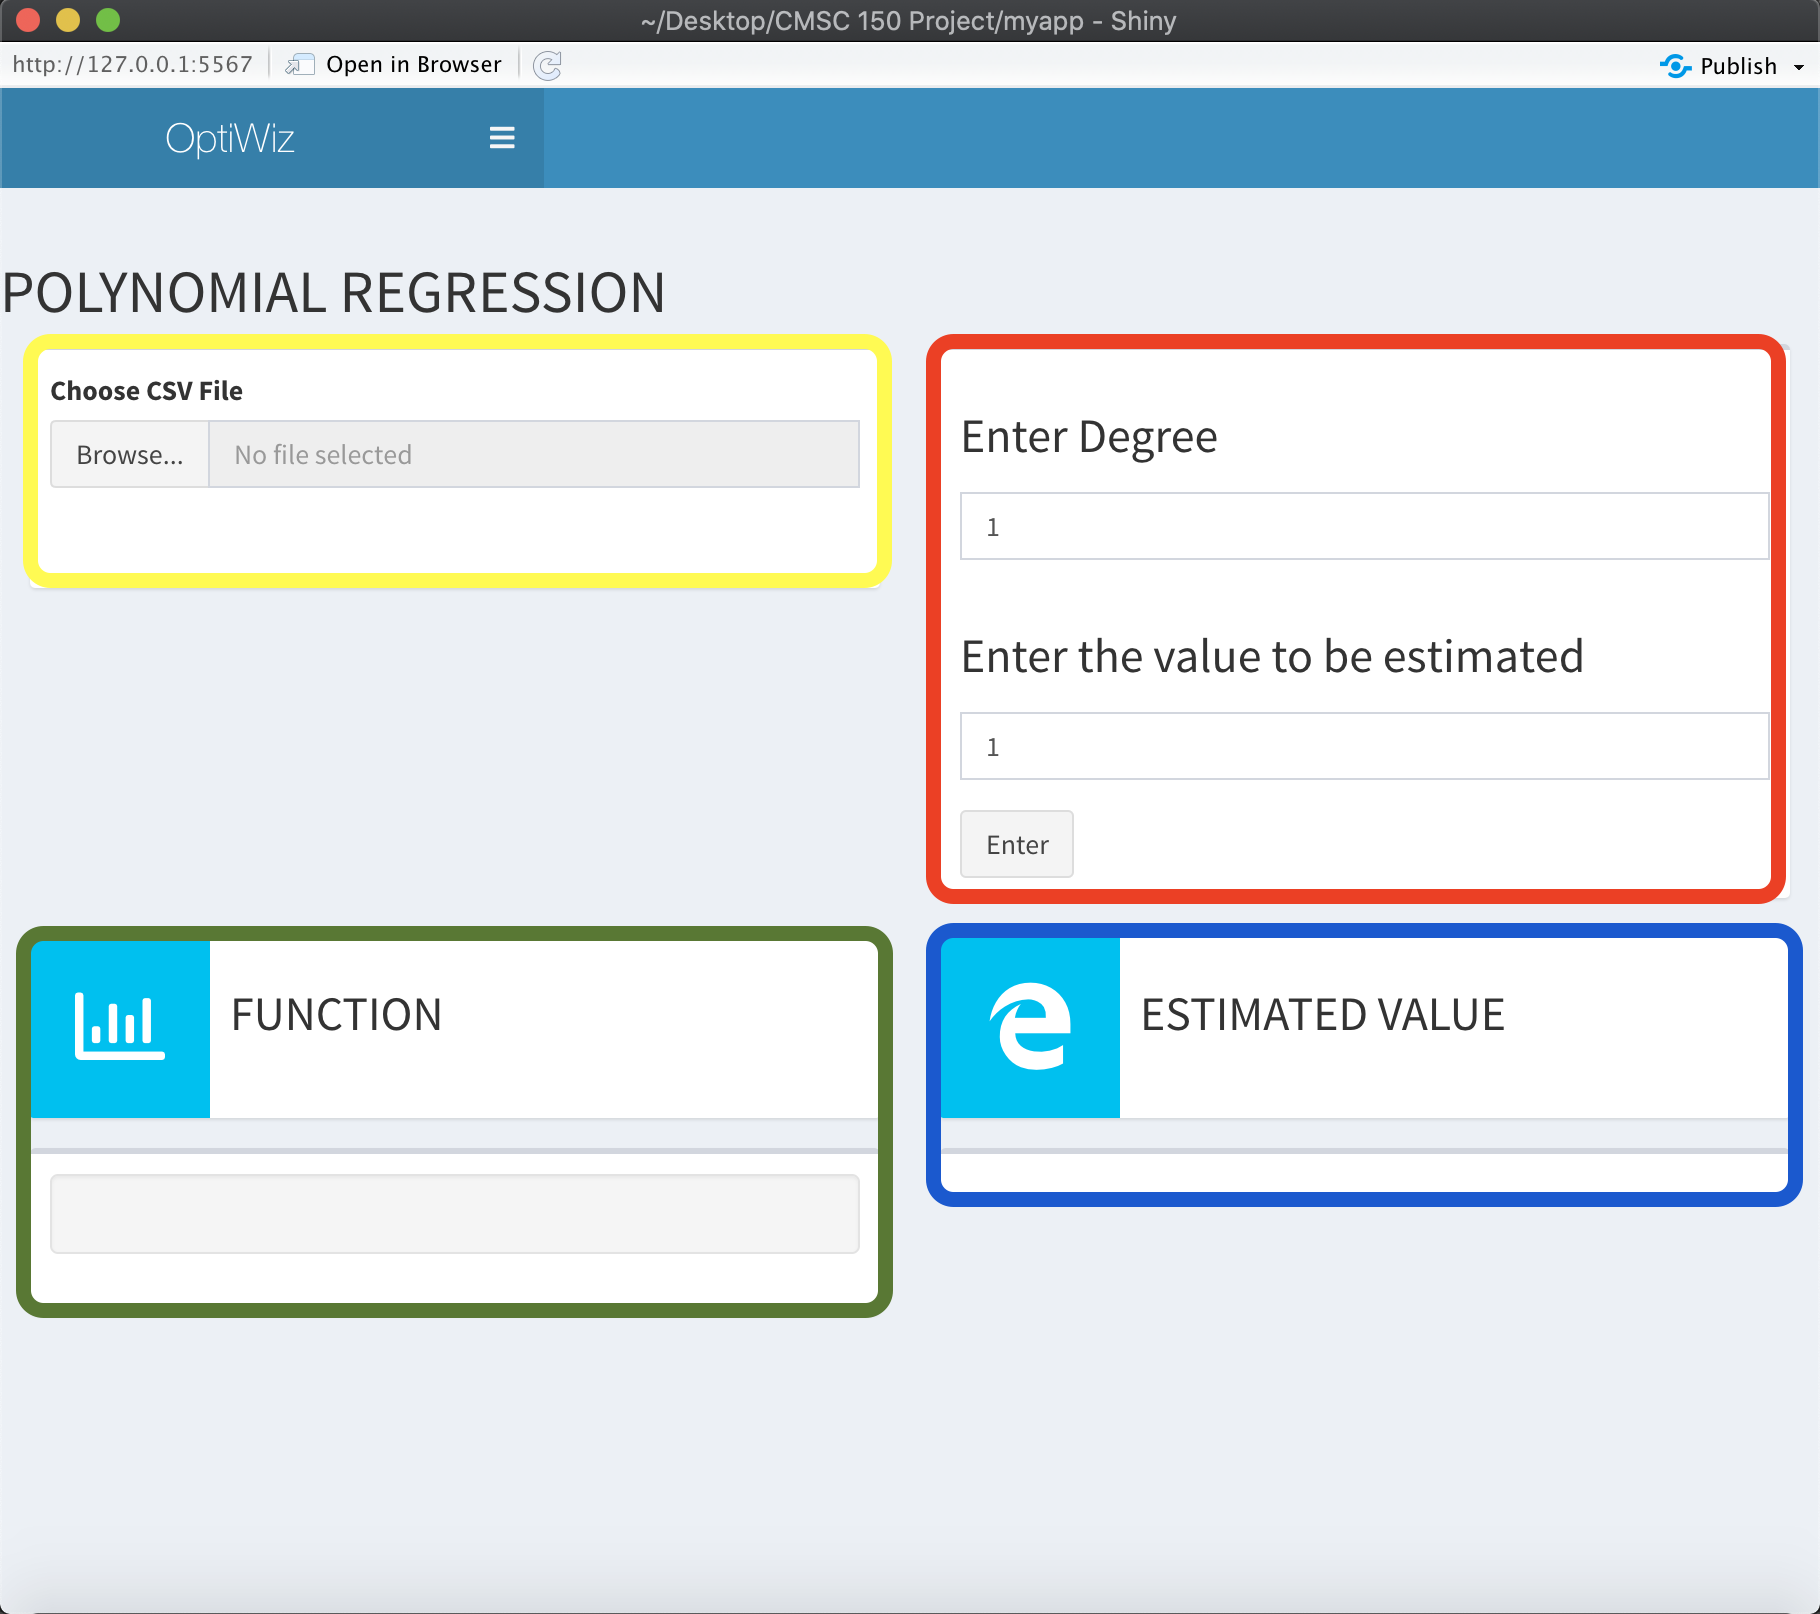 ~/Desktop/CMSC 150 Project/myapp - Shiny
http://127.0.0.1:5567 Open in Browser Publish
OptiWiz
POLYNOMIAL REGRESSION
Choose CSV File
Browse... No file selected
Enter Degree
1
Enter the value to be estimated
1
Enter
FUNCTION
ESTIMATED VALUE